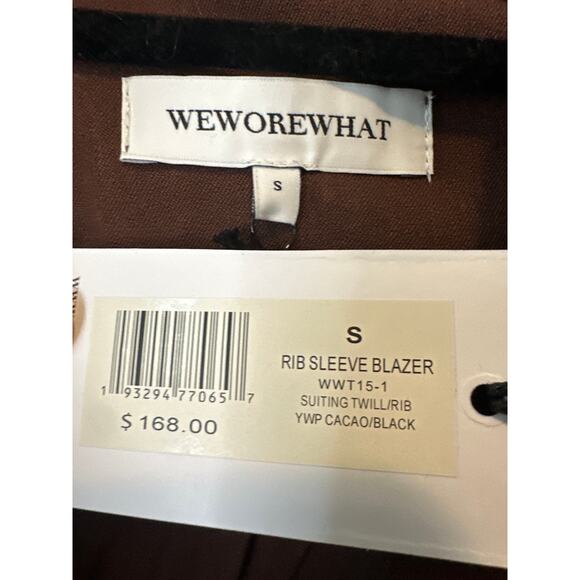 WEWOREWHAT
S
S
RIB SLEEVE BLAZER
WWT15-1
SUITING TWILL/RIB
YWP CACAO/BLACK
1 93294 77065 7
$ 168.00